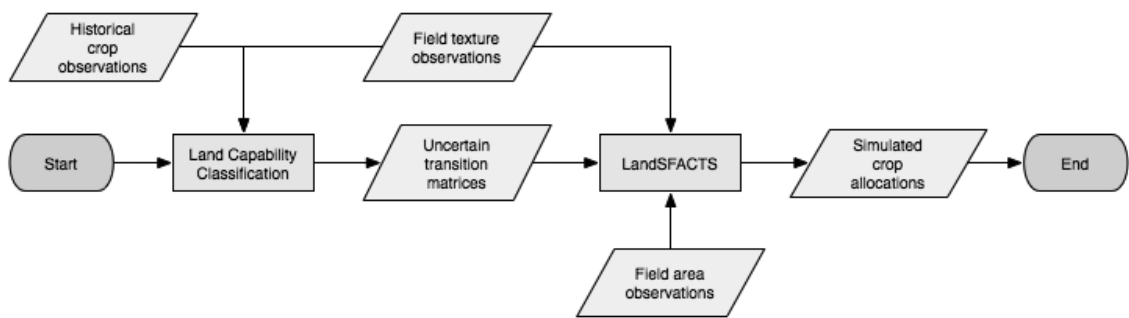 Historical
crop
observations
Field texture
observations
Start
Land Capability
Classification
Uncertain
transition
matrices
LandSFACTS
Simulated
crop
allocations
End
Field area
observations